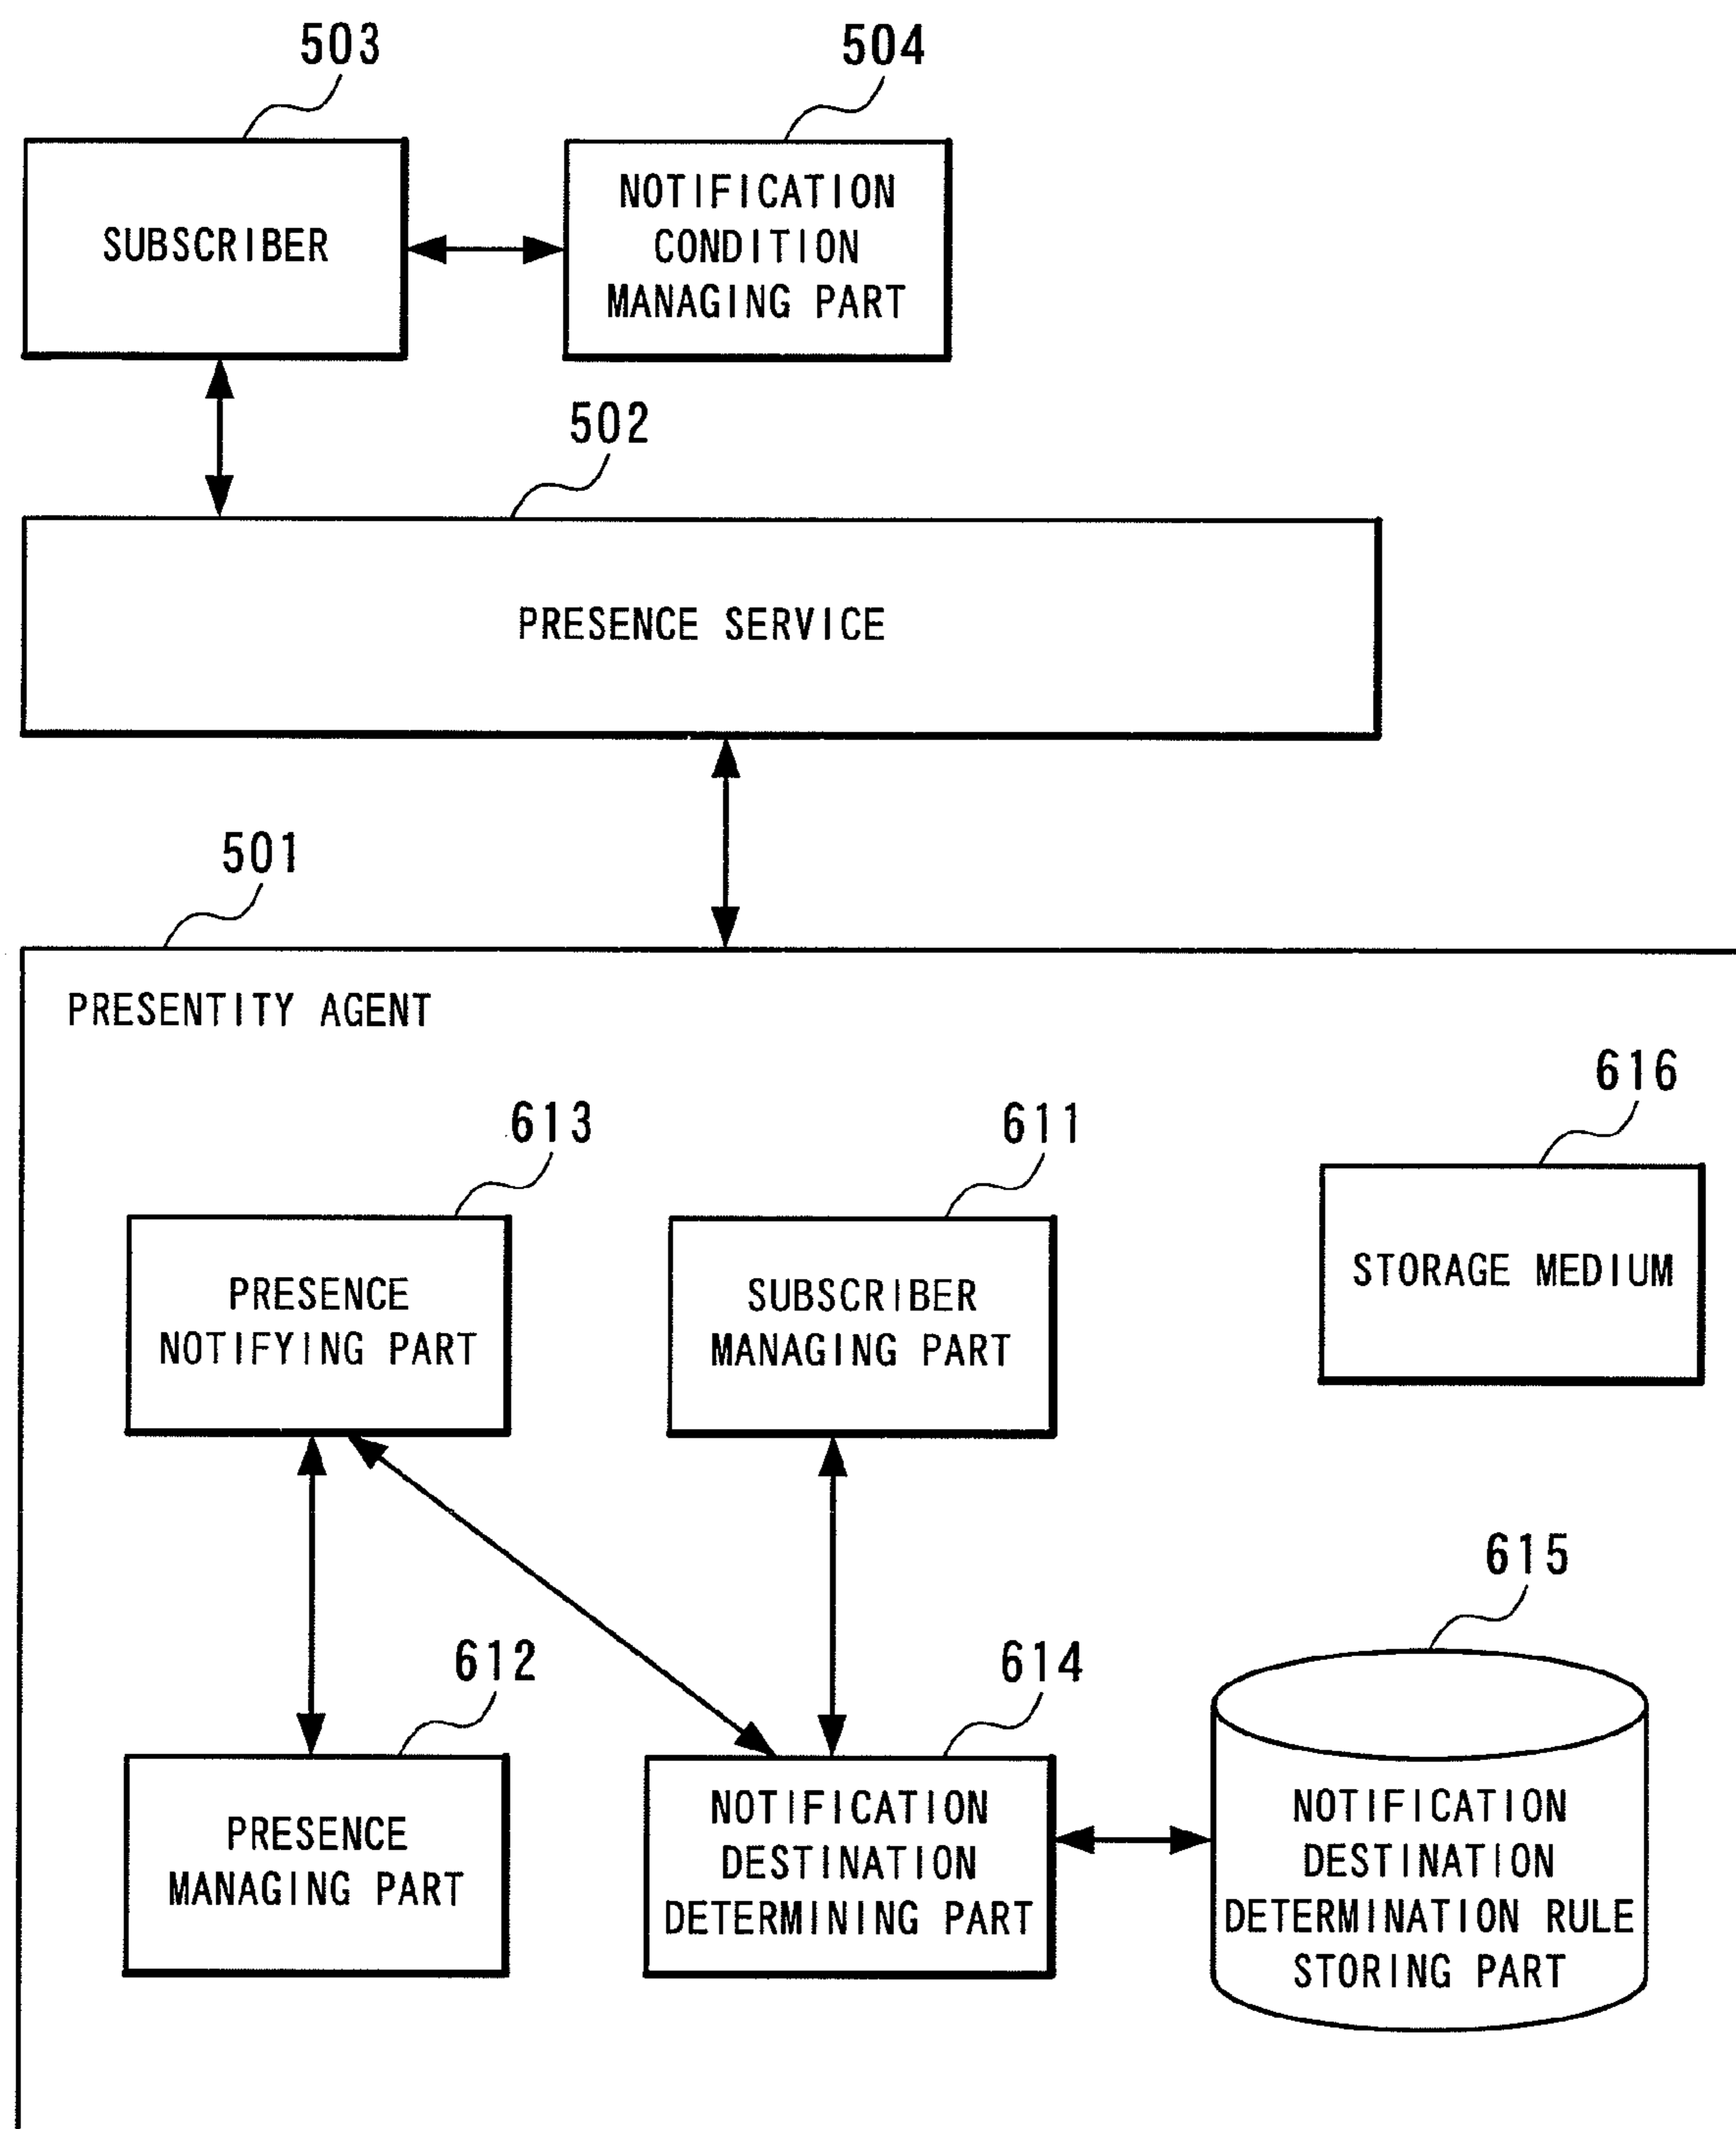 503
504
SUBSCRIBER
NOTIFICATION
CONDITION
MANAGING PART
502
PRESENCE SERVICE
501
PRESENTITY AGENT
616
613
611
STORAGE MEDIUM
PRESENCE
NOTIFYING PART
SUBSCRIBER
MANAGING PART
615
612
614
PRESENCE
MANAGING PART
NOTIFICATION
DESTINATION
DETERMINING PART
NOTIFICATION
DESTINATION
DETERMINATION RULE
STORING PART